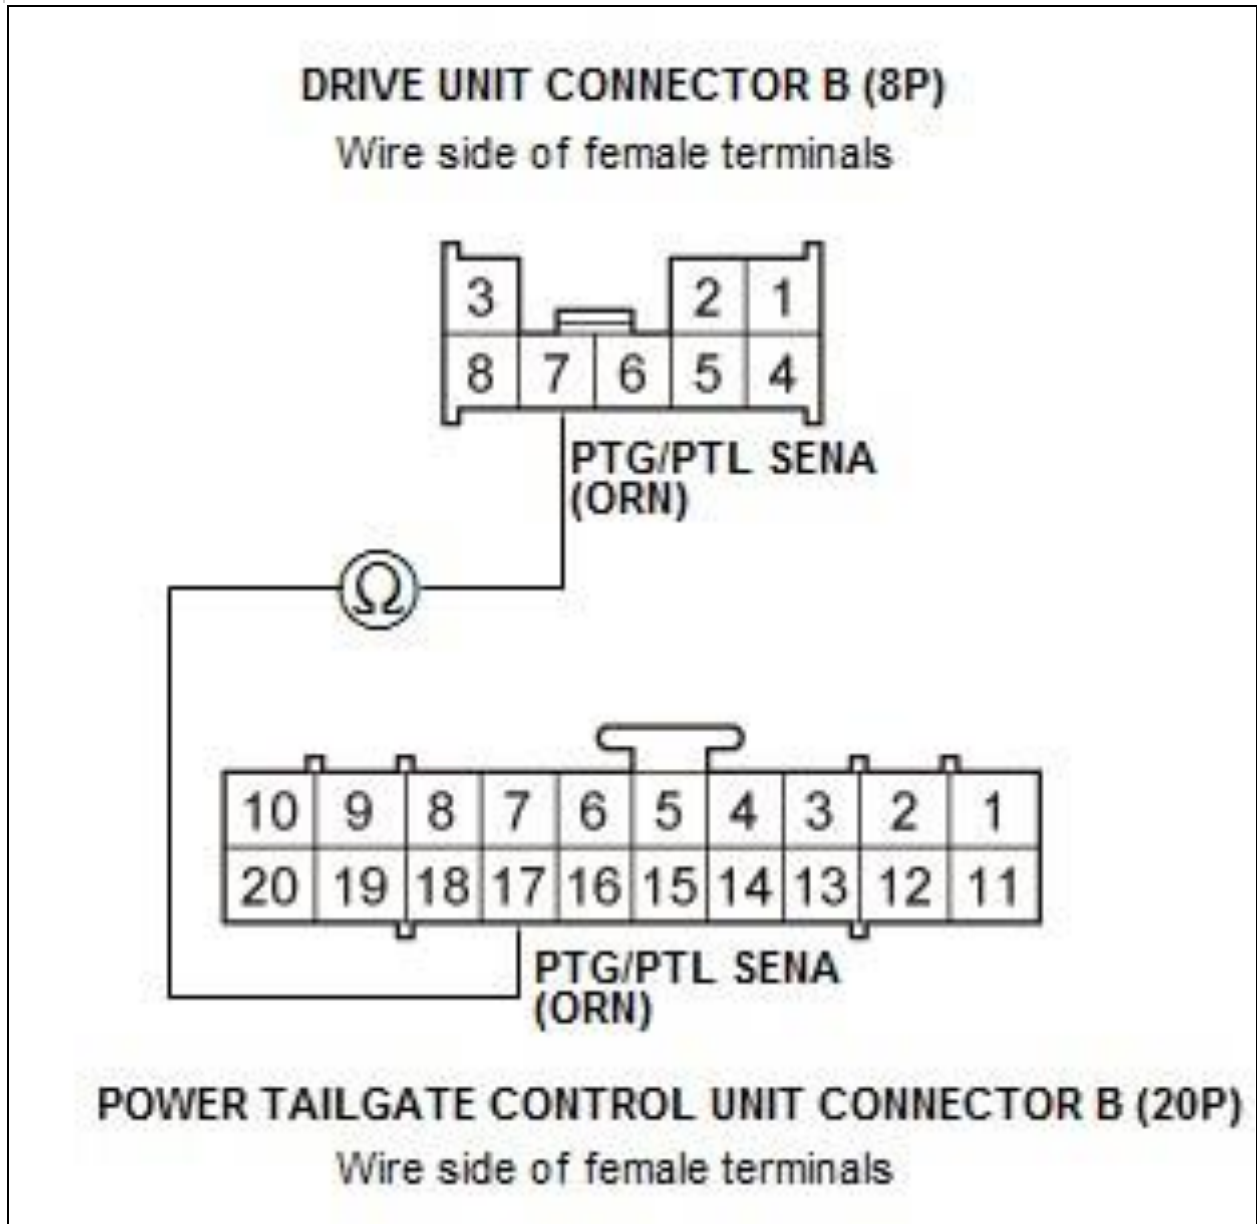 DRIVE UNIT CONNECTOR B (8P)
Wire side of female terminals
3 2 1
8 7 6 5 4
PTG/PTL SENA
(ORN)
Ω
10 9 8 7 6 5 4 3 2 1
20 19 18 17 16 15 14 13 12 11
PTG/PTL SENA
(ORN)
POWER TAILGATE CONTROL UNIT CONNECTOR B (20P)
Wire side of female terminals